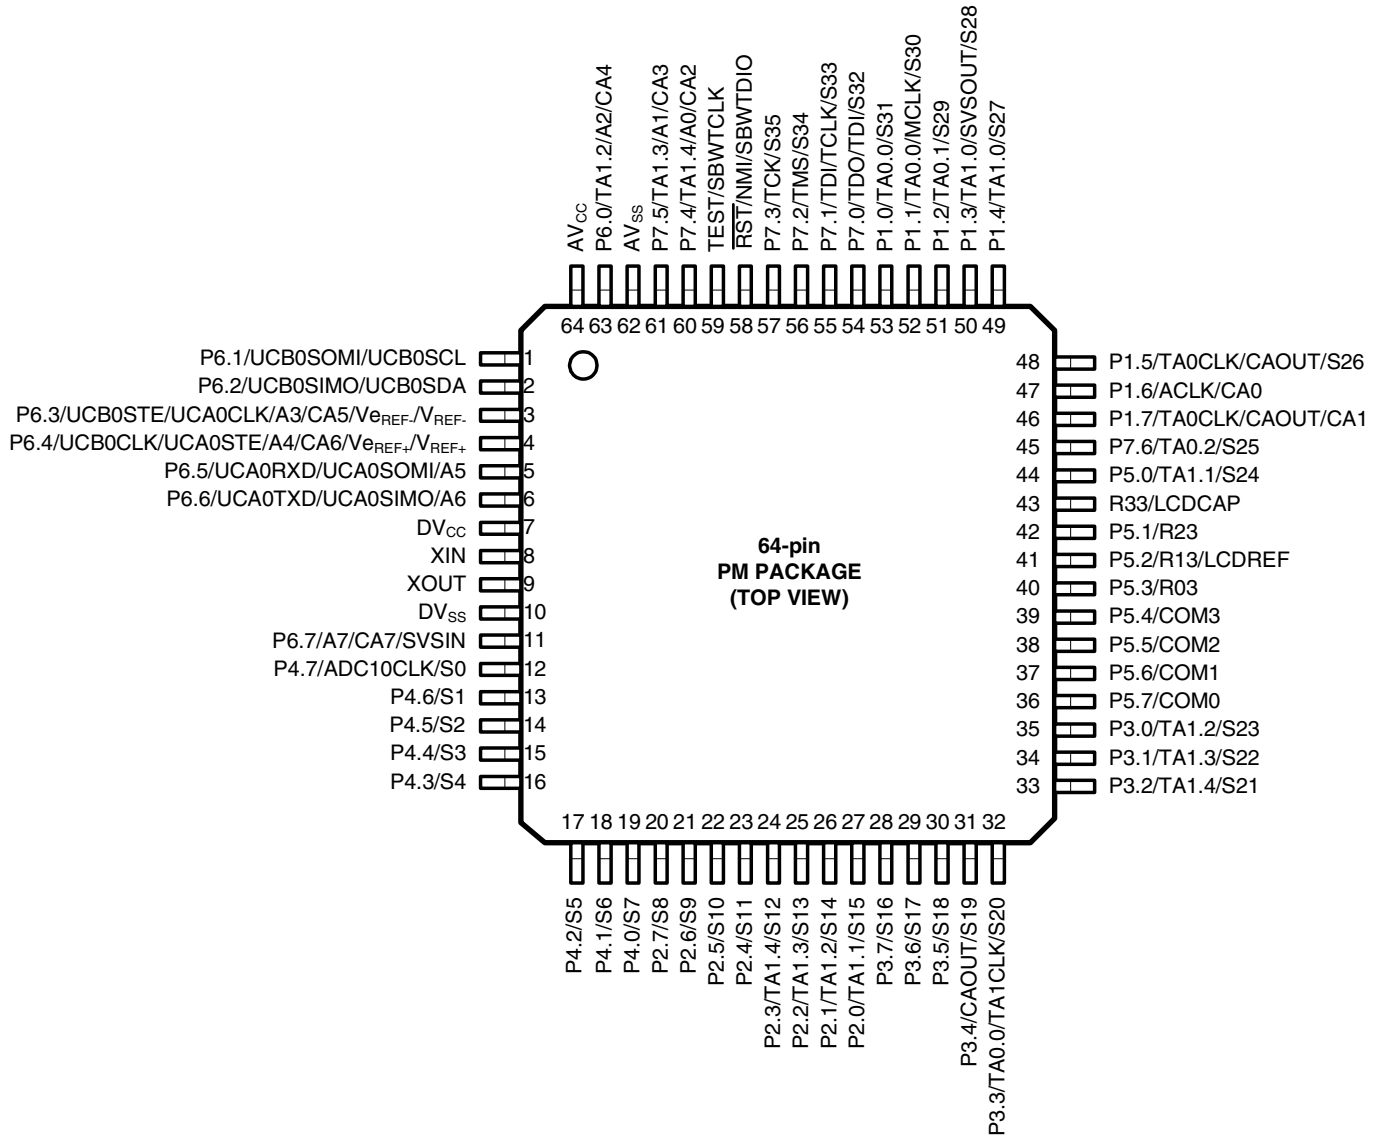 AVCC
P6.0/TA1.2/A2/CA4
AVSS
P7.5/TA1.3/A1/CA3
P7.4/TA1.4/A0/CA2
TEST/SBWTCLK
RST/NMI/SBWTDIO
P7.3/TCK/S35
P7.2/TMS/S34
P7.1/TDI/TCLK/S33
P7.0/TDO/TDI/S32
P1.0/TA0.0/S31
P1.1/TA0.0/MCLK/S30
P1.2/TA0.1/S29
P1.3/TA1.0/SVSOUT/S28
P1.4/TA1.0/S27
64 63 62 61 60 59 58 57 56 55 54 53 52 51 50 49
P6.1/UCB0SOMI/UCB0SCL 1
P6.2/UCB0SIMO/UCB0SDA 2
P6.3/UCB0STE/UCA0CLK/A3/CA5/VeREF-/VREF- 3
P6.4/UCB0CLK/UCA0STE/A4/CA6/VeREF+/VREF+ 4
P6.5/UCA0RXD/UCA0SOMI/A5 5
P6.6/UCA0TXD/UCA0SIMO/A6 6
DVCC 7
XIN 8
XOUT 9
DVSS 10
P6.7/A7/CA7/SVSIN 11
P4.7/ADC10CLK/S0 12
P4.6/S1 13
P4.5/S2 14
P4.4/S3 15
P4.3/S4 16
64-pin
PM PACKAGE
(TOP VIEW)
48 P1.5/TA0CLK/CAOUT/S26
47 P1.6/ACLK/CA0
46 P1.7/TA0CLK/CAOUT/CA1
45 P7.6/TA0.2/S25
44 P5.0/TA1.1/S24
43 R33/LCDCAP
42 P5.1/R23
41 P5.2/R13/LCDREF
40 P5.3/R03
39 P5.4/COM3
38 P5.5/COM2
37 P5.6/COM1
36 P5.7/COM0
35 P3.0/TA1.2/S23
34 P3.1/TA1.3/S22
33 P3.2/TA1.4/S21
17 18 19 20 21 22 23 24 25 26 27 28 29 30 31 32
P4.2/S5
P4.1/S6
P4.0/S7
P2.7/S8
P2.6/S9
P2.5/S10
P2.4/S11
P2.3/TA1.4/S12
P2.2/TA1.3/S13
P2.1/TA1.2/S14
P2.0/TA1.1/S15
P3.7/S16
P3.6/S17
P3.5/S18
P3.4/CAOUT/S19
P3.3/TA0.0/TA1CLK/S20